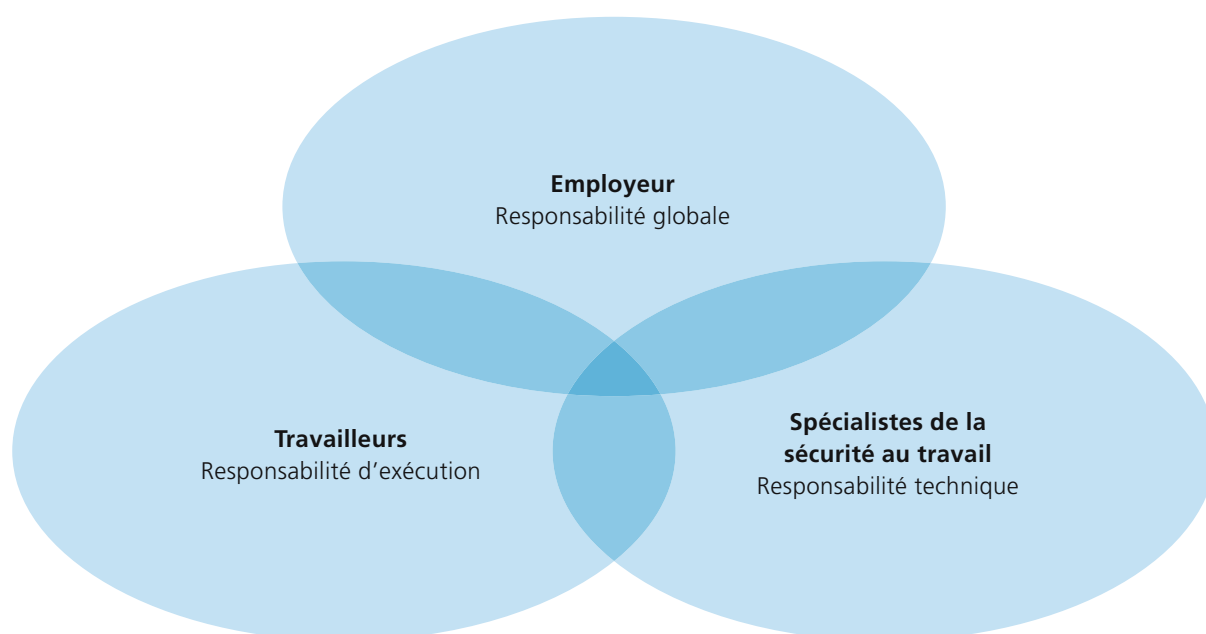 Employeur
Responsabilité globale
Travailleurs
Responsabilité d'exécution
Spécialistes de la
sécurité au travail
Responsabilité technique